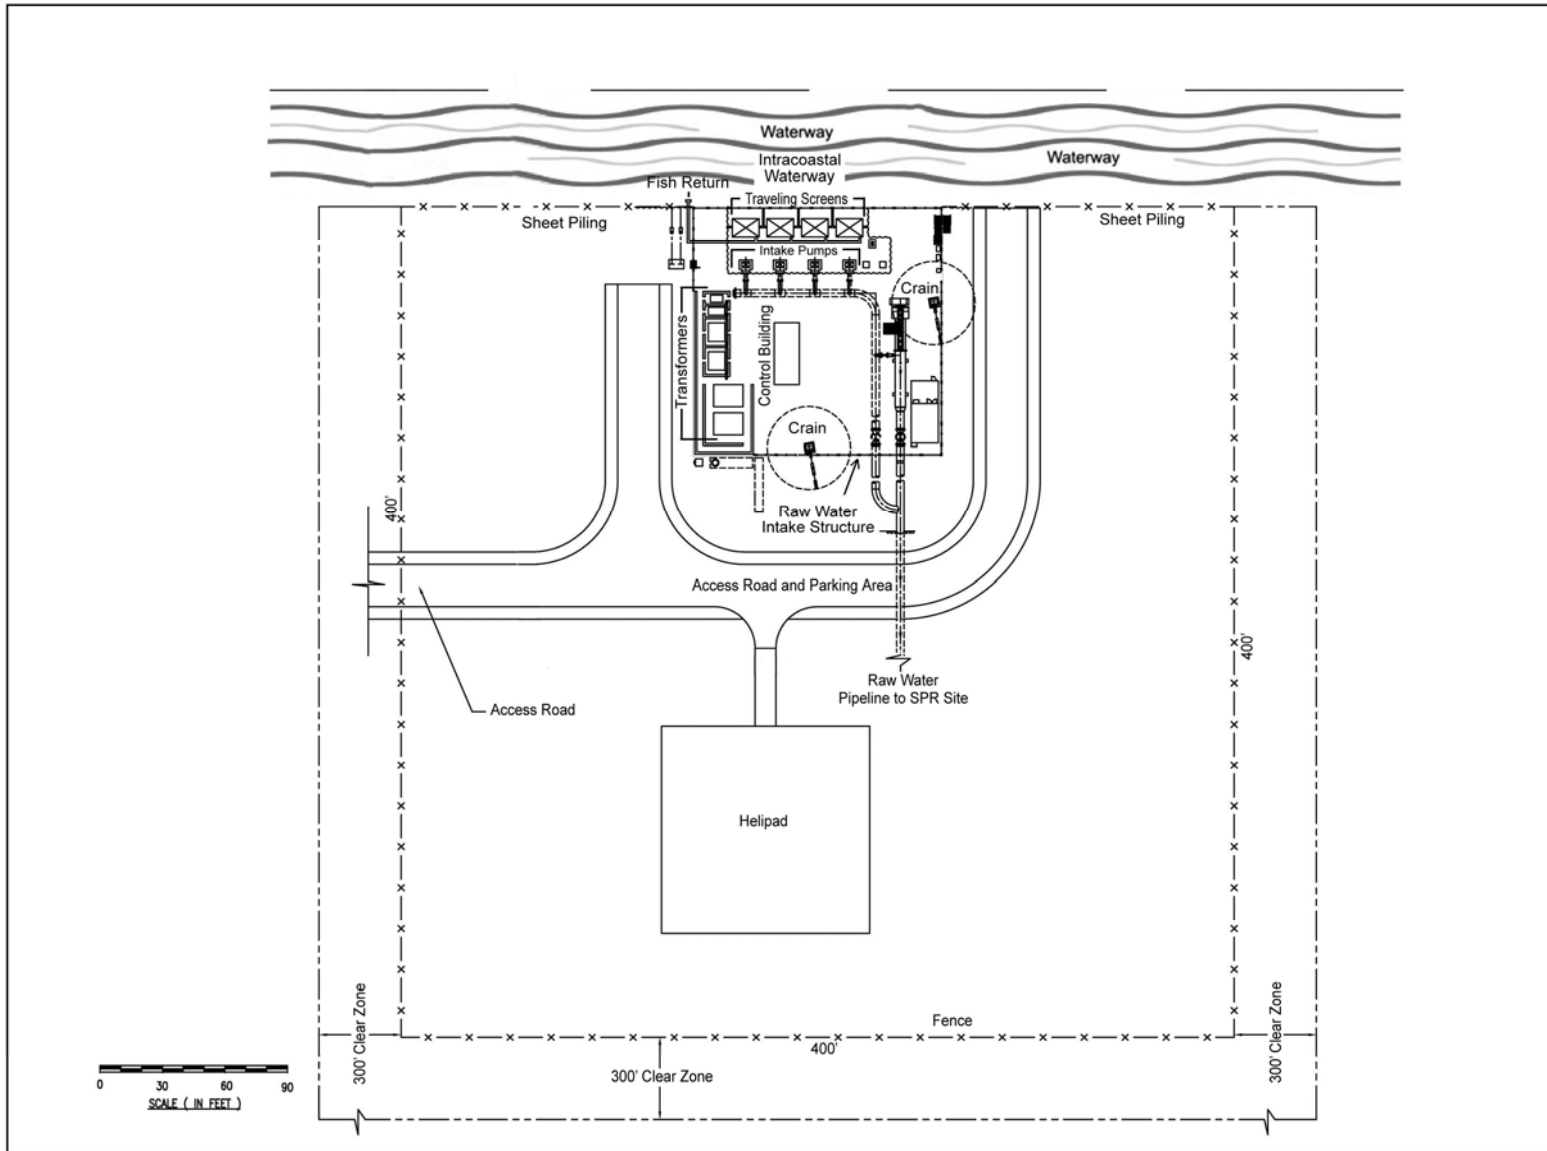 Waterway
Intracoastal
Waterway
Waterway
Fish Return
Traveling Screens
Sheet Piling
Sheet Piling
Intake Pumps
Crain
Transformers
Control Building
Crain
400'
Raw Water
Intake Structure
Access Road and Parking Area
400'
Raw Water
Pipeline to SPR Site
Access Road
Helipad
Fence
400'
300' Clear Zone
300' Clear Zone
300' Clear Zone
0 30 60 90
SCALE ( IN FEET )